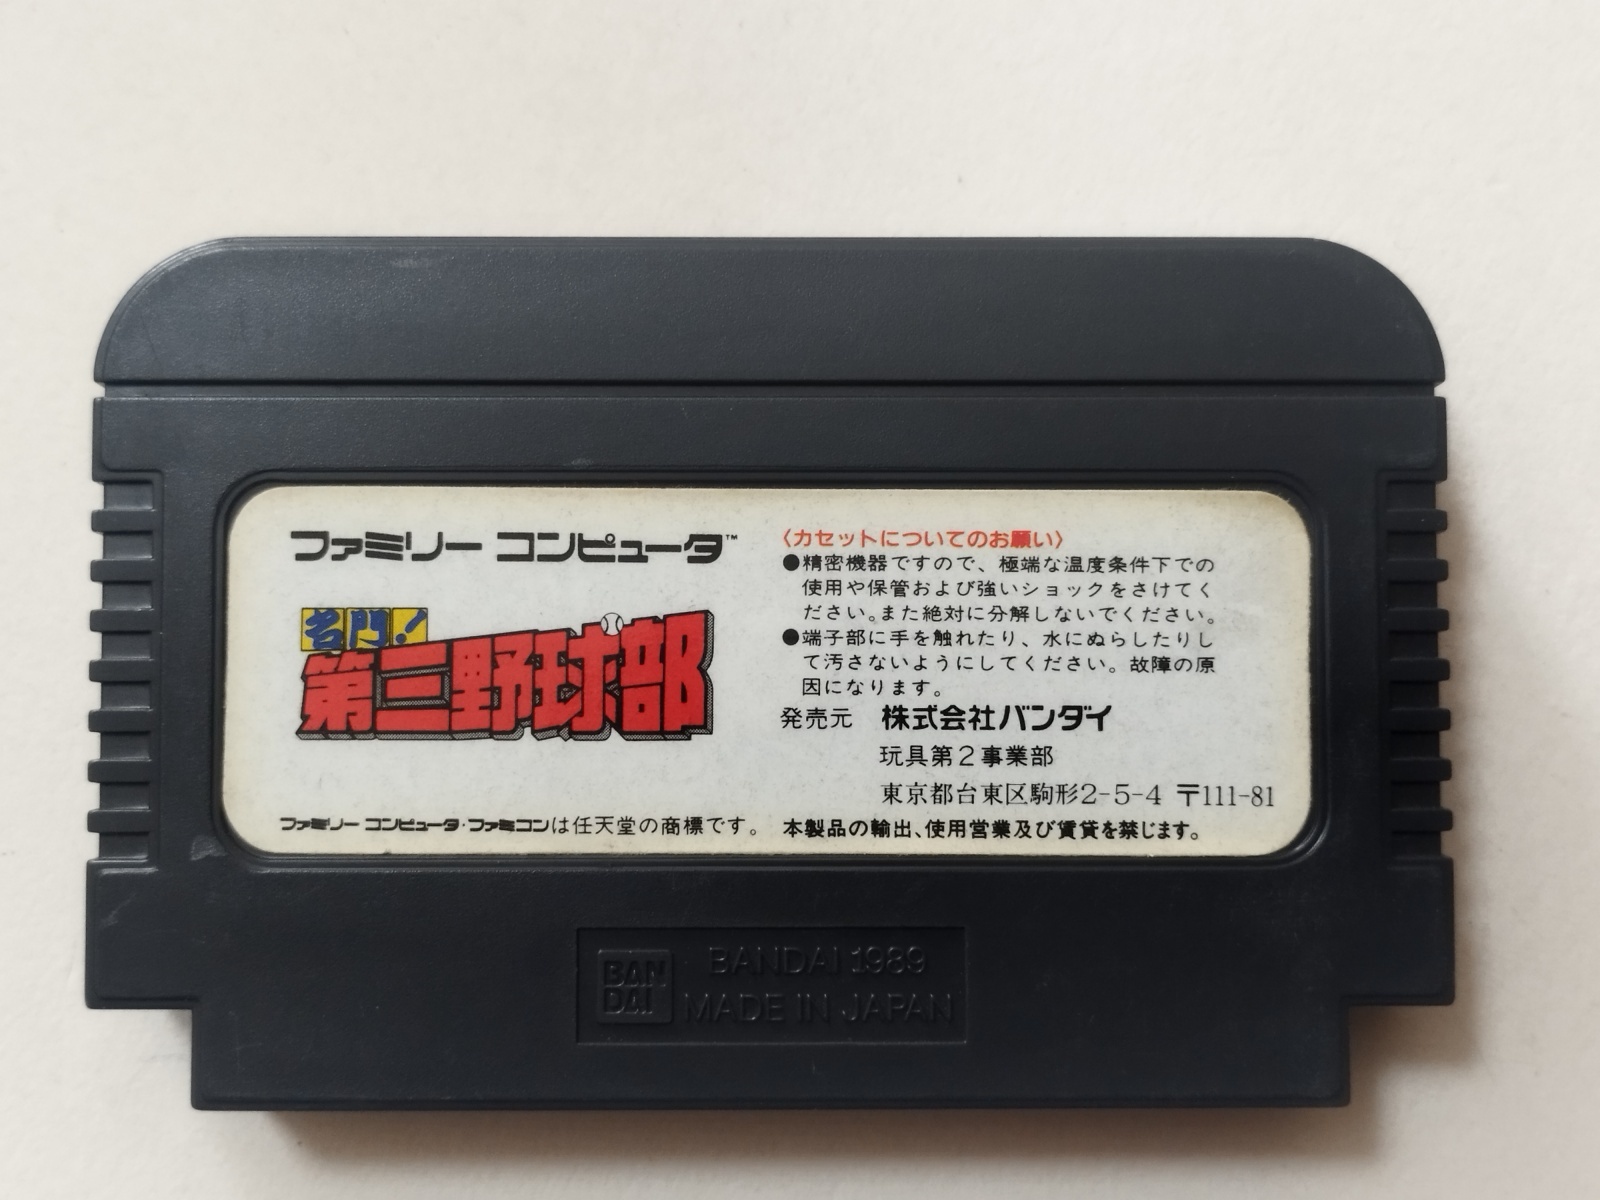 ファミリー コンピュータ™
名門!
第三野球部
ファミリー コンピュータ・ファミコンは任天堂の商標です。
〈カセットについてのお願い〉
●精密機器ですので、極端な温度条件下での
使用や保管および強いショックをさけてく
ださい。また絶対に分解しないでください。
●端子部に手を触れたり、水にぬらしたりし
て汚さないようにしてください。故障の原
因になります。
発売元 株式会社バンダイ
玩具第2事業部
東京都台東区駒形2-5-4 〒111-81
本製品の輸出、使用営業及び賃貸を禁じます。
BAN
DAI
BANDAI 1989
MADE IN JAPAN